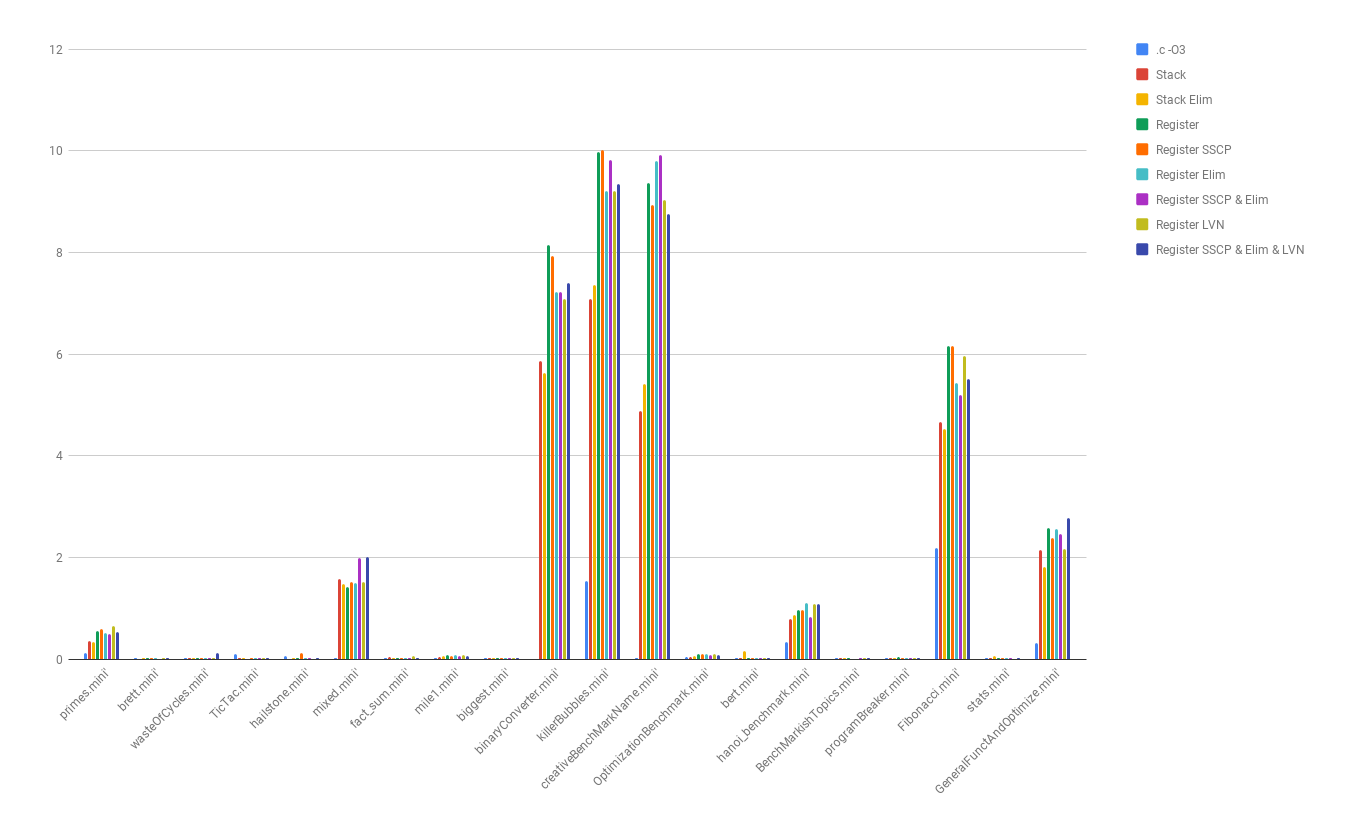 12
10
8
6
4
2
0
primes.mini'
brett.mini'
wasteOfCycles.mini'
TicTac.mini'
hailstone.mini'
mixed.mini'
fact_sum.mini'
mile1.mini'
biggest.mini'
binaryConverter.mini'
killerBubbles.mini'
creativeBenchMarkName.mini'
OptimizationBenchmark.mini'
bert.mini'
hanoi_benchmark.mini'
BenchMarkishTopics.mini'
programBreaker.mini'
Fibonacci.mini'
stats.mini'
GeneralFunctAndOptimize.mini'
.c -O3
Stack
Stack Elim
Register
Register SSCP
Register Elim
Register SSCP & Elim
Register LVN
Register SSCP & Elim & LVN